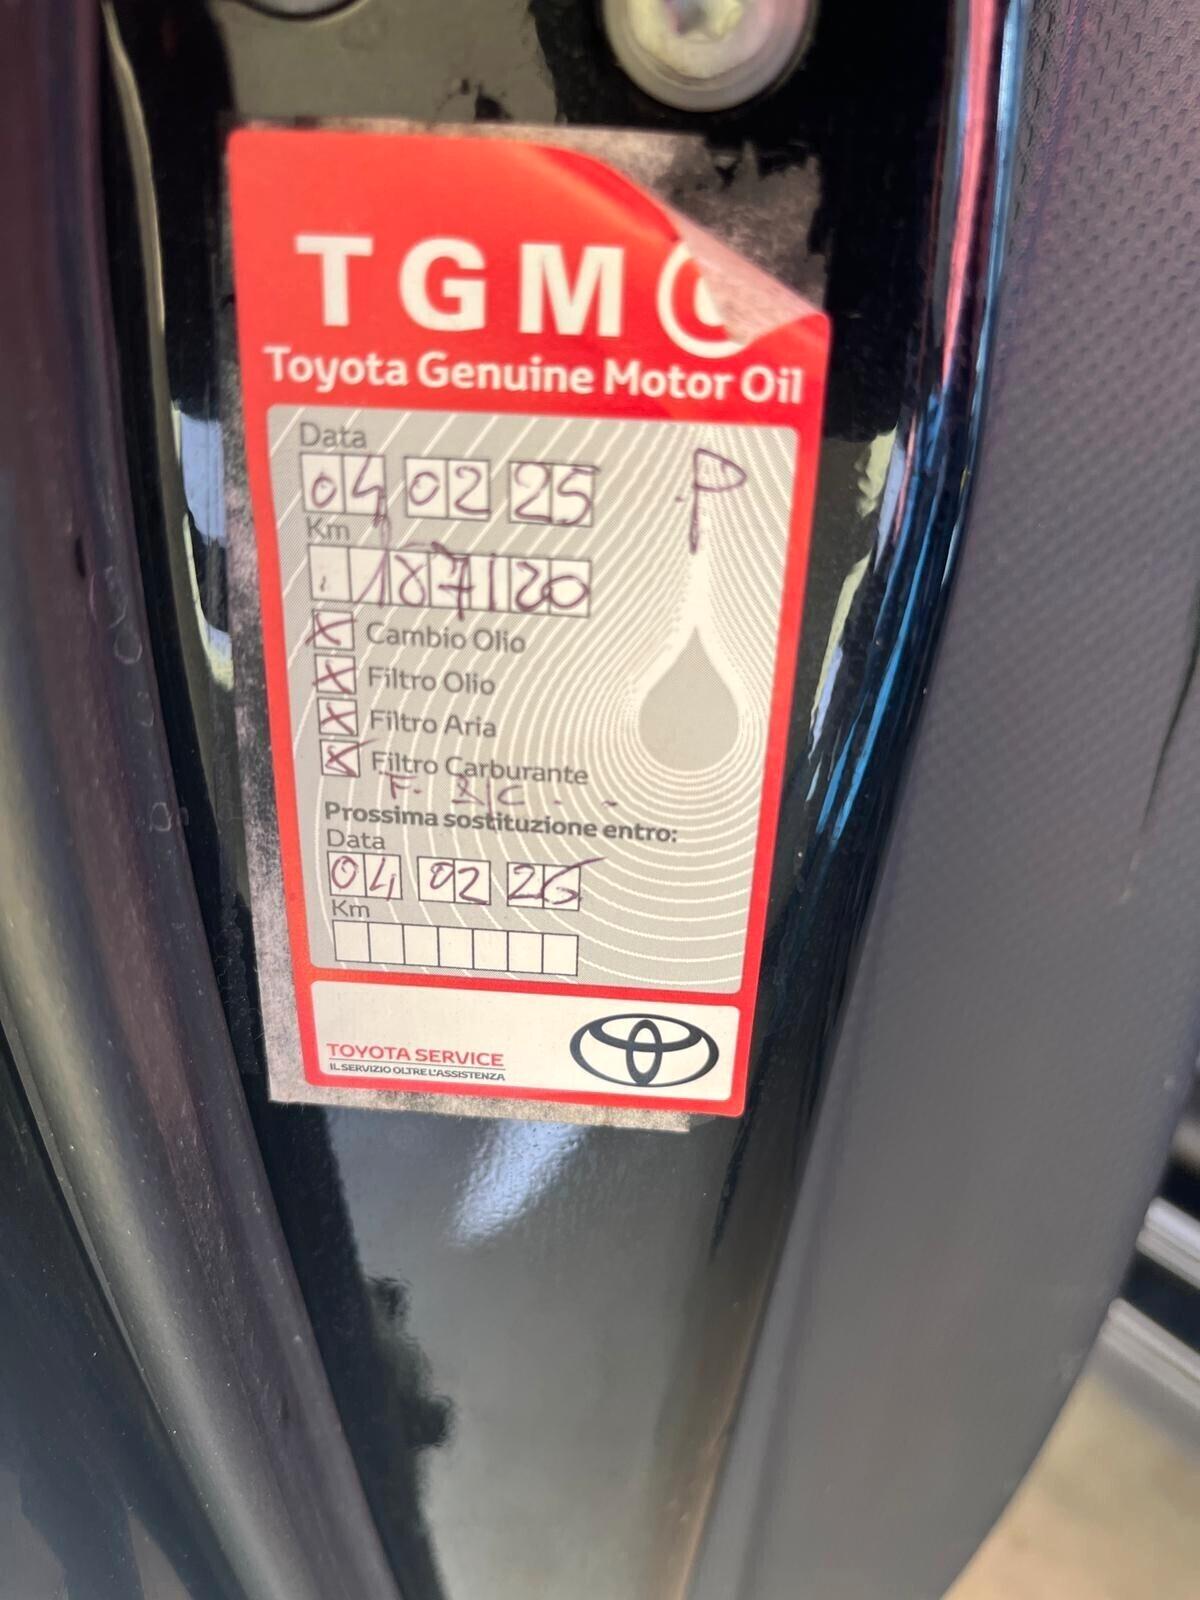 TGMO
Toyota Genuine Motor Oil
Data
04 02 25 P
Km
187120
X Cambio Olio
X Filtro Olio
X Filtro Aria
X Filtro Carburante
Prossima sostituzione entro:
Data
04 02 26
Km
TOYOTA SERVICE
IL SERVIZIO OLTRE L'ASSISTENZA